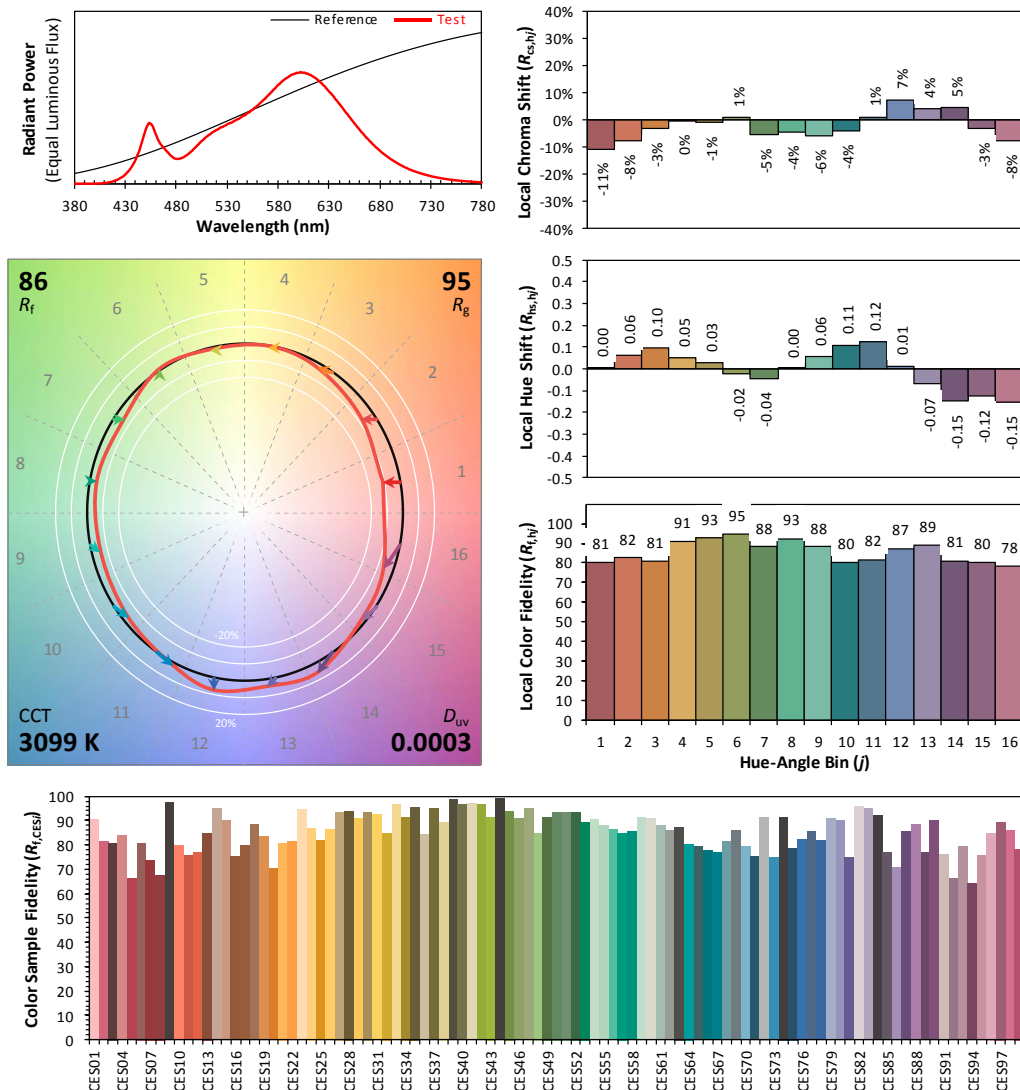 Reference
Test
Radiant Power
(Equal Luminous Flux)
380 430 480 530 580 630 680 730 780
Wavelength (nm)
Local Chroma Shift (Rcs,hj)
40%
30%
20%
10%
0%
-10%
-20%
-30%
-40%
-11% -8% -3% 0% -1% 1% -5% -4% -6% -4% 1% 7% 4% 5% -3% -8%
86
Rf
95
Rg
5 4
6 3
7 2
8 1
9 16
10 15
11 14
12 13
-20%
20%
CCT
3099 K
Duv
0.0003
Local Hue Shift (Rhs,hj)
0.5
0.4
0.3
0.2
0.1
0.0
-0.1
-0.2
-0.3
-0.4
-0.5
0.00 0.06 0.10 0.05 0.03 -0.02 -0.04 0.00 0.06 0.11 0.12 0.01 -0.07 -0.15 -0.12 -0.15
Local Color Fidelity (Rf,hj)
100
90
80
70
60
50
40
30
20
10
0
81 82 81 91 93 95 88 93 88 80 82 87 89 81 80 78
1 2 3 4 5 6 7 8 9 10 11 12 13 14 15 16
Hue-Angle Bin (j)
Color Sample Fidelity (Rf,CESi)
100
90
80
70
60
50
40
30
20
10
0
CES01 CES04 CES07 CES10 CES13 CES16 CES19 CES22 CES25 CES28 CES31 CES34 CES37 CES40 CES43 CES46 CES49 CES52 CES55 CES58 CES61 CES64 CES67 CES70 CES73 CES76 CES79 CES82 CES85 CES88 CES91 CES94 CES97